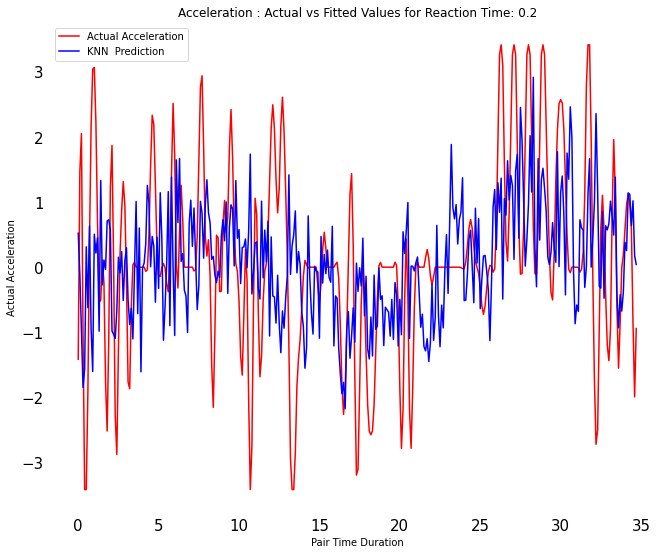 Acceleration : Actual vs Fitted Values for Reaction Time: 0.2
Actual Acceleration
KNN  Prediction
3
2
1
0
−1
−2
−3
Actual Acceleration
0 5 10 15 20 25 30 35
Pair Time Duration